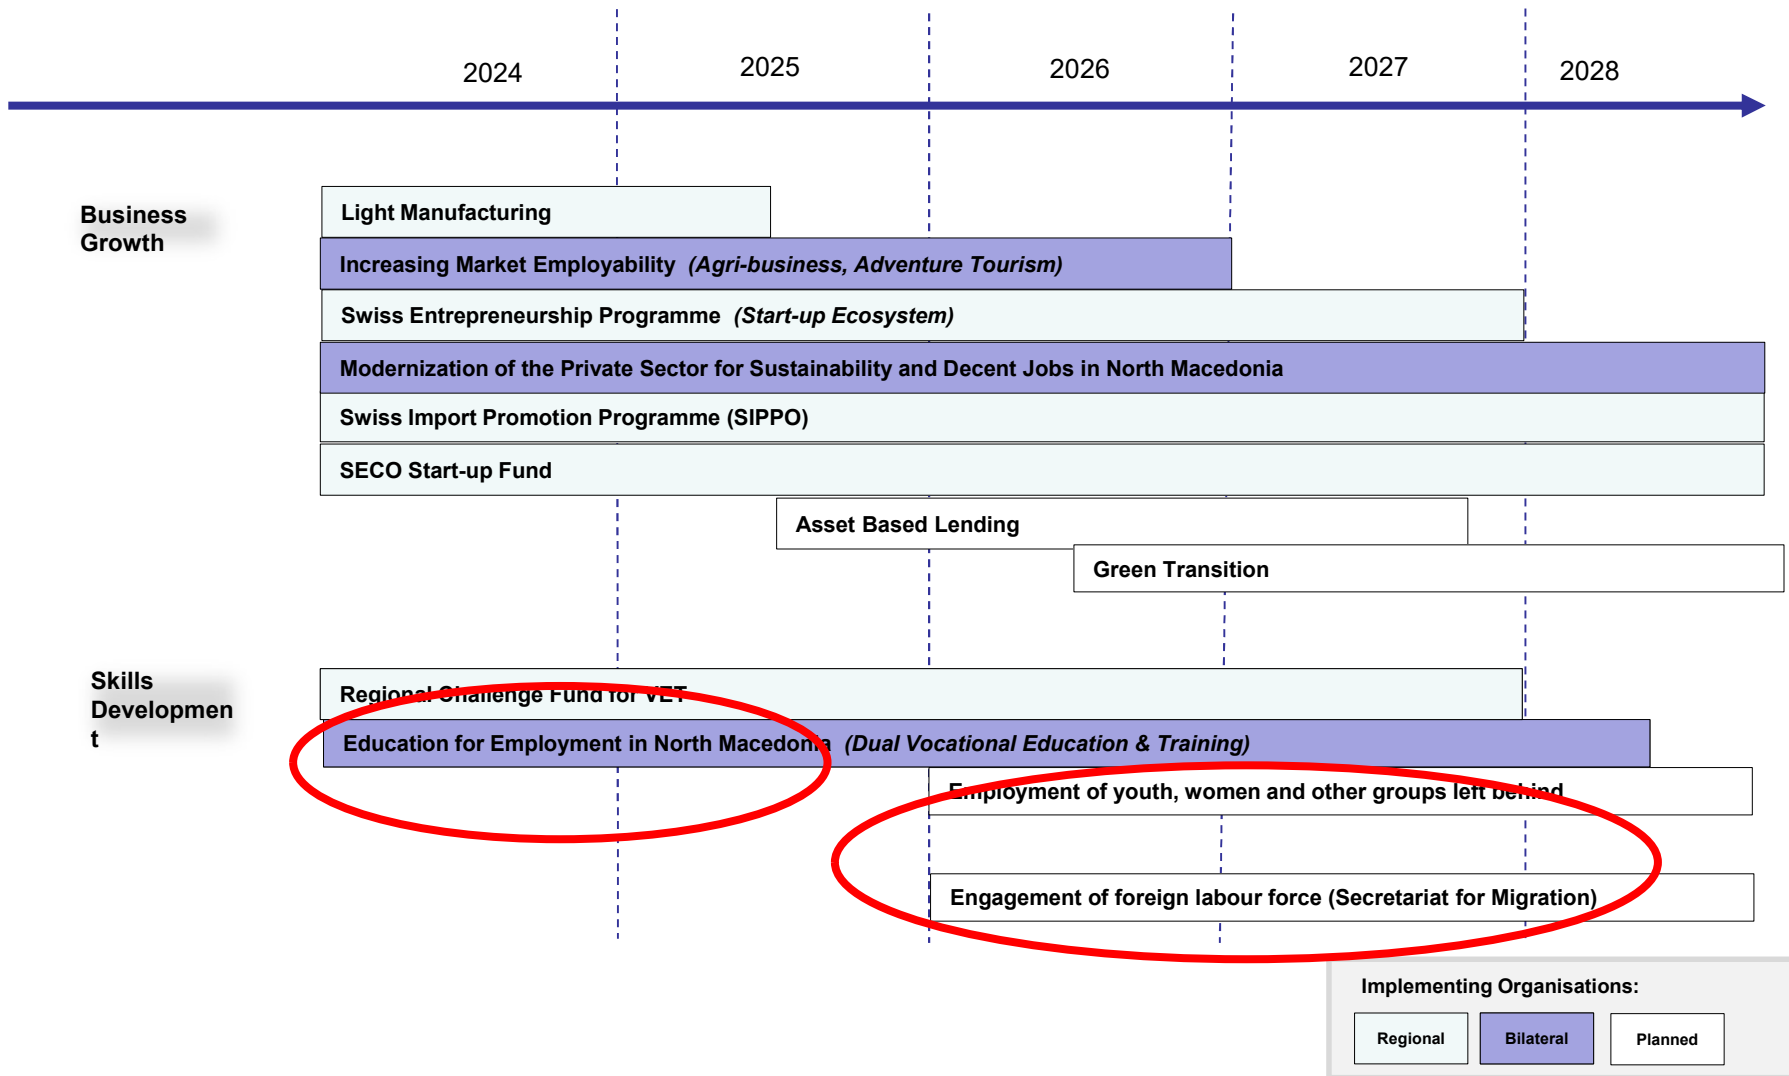 2024
2025
2026
2027
2028
Business
Growth
Light Manufacturing
Increasing Market Employability (Agri-business, Adventure Tourism)
Swiss Entrepreneurship Programme (Start-up Ecosystem)
Modernization of the Private Sector for Sustainability and Decent Jobs in North Macedonia
Swiss Import Promotion Programme (SIPPO)
SECO Start-up Fund
Asset Based Lending
Green Transition
Skills
Developmen
t
Regional Challenge Fund for VET
Education for Employment in North Macedonia (Dual Vocational Education & Training)
Employment of youth, women and other groups left behind
Engagement of foreign labour force (Secretariat for Migration)
Implementing Organisations:
Regional
Bilateral
Planned